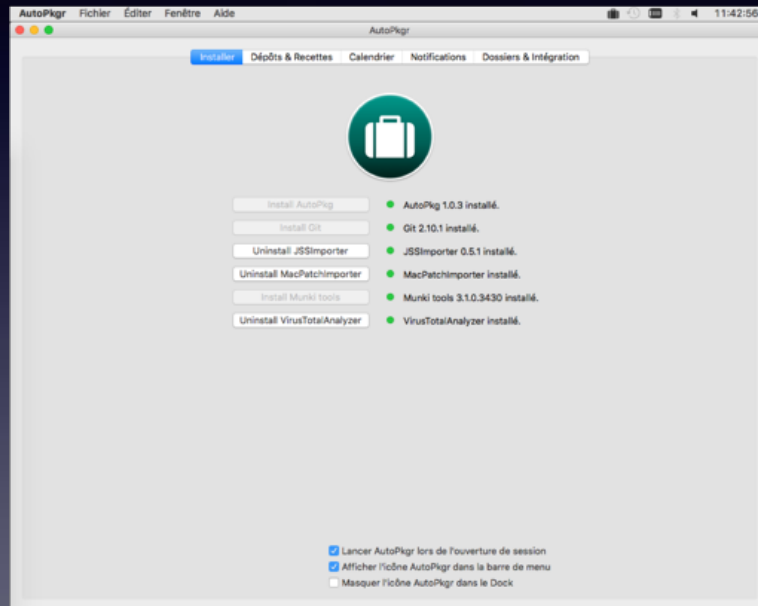 AutoPkgr Fichier Éditer Fenêtre Aide 11:42:56
AutoPkgr
Installer Dépôts & Recettes Calendrier Notifications Dossiers & Intégration
Install AutoPkg AutoPkg 1.0.3 installé.
Install Git Git 2.10.1 installé.
Uninstall JSSImporter JSSImporter 0.5.1 installé.
Uninstall MacPatchImporter MacPatchImporter installé.
Install Munki tools Munki tools 3.1.0.3430 installé.
Uninstall VirusTotalAnalyzer VirusTotalAnalyzer installé.
Lancer AutoPkgr lors de l'ouverture de session
Afficher l'icône AutoPkgr dans la barre de menu
Masquer l'icône AutoPkgr dans le Dock